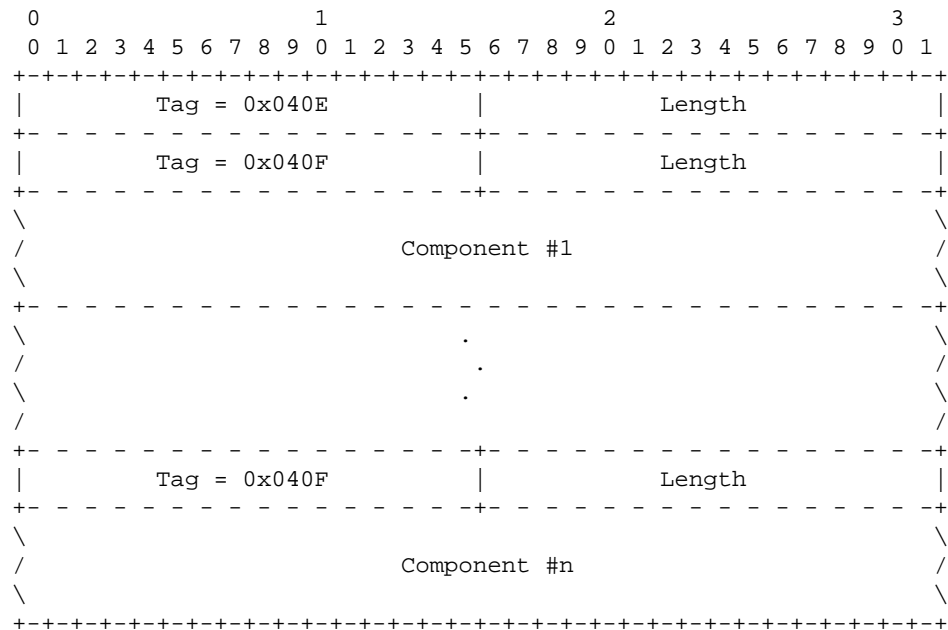 0                   1                   2                   3
 0 1 2 3 4 5 6 7 8 9 0 1 2 3 4 5 6 7 8 9 0 1 2 3 4 5 6 7 8 9 0 1
+-+-+-+-+-+-+-+-+-+-+-+-+-+-+-+-+-+-+-+-+-+-+-+-+-+-+-+-+-+-+-+-+
|         Tag = 0x040E          |            Length             |
+- - - - - - - - - - - - - - - -+- - - - - - - - - - - - - - - -+
|         Tag = 0x040F          |            Length             |
+- - - - - - - - - - - - - - - -+- - - - - - - - - - - - - - - -+
\                                                               \
/                          Component #1                         /
\                                                               \
+- - - - - - - - - - - - - - - - - - - - - - - - - - - - - - - -+
\                              .                                \
/                               .                               /
\                              .                                \
/                                                               /
+- - - - - - - - - - - - - - - -+- - - - - - - - - - - - - - - -+
|         Tag = 0x040F          |            Length             |
+- - - - - - - - - - - - - - - -+- - - - - - - - - - - - - - - -+
\                                                               \
/                          Component #n                         /
\                                                               \
+-+-+-+-+-+-+-+-+-+-+-+-+-+-+-+-+-+-+-+-+-+-+-+-+-+-+-+-+-+-+-+-+